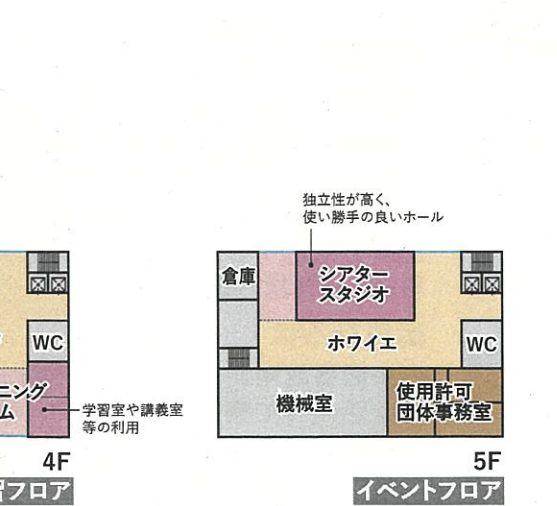 独立性が高く、
使い勝手の良いホール
倉庫
シアター
スタジオ
ホワイエ
WC
WC
ニング
ム
機械室
使用許可
団体事務室
学習室や講義室
等の利用
4F
フロア
5F
イベントフロア